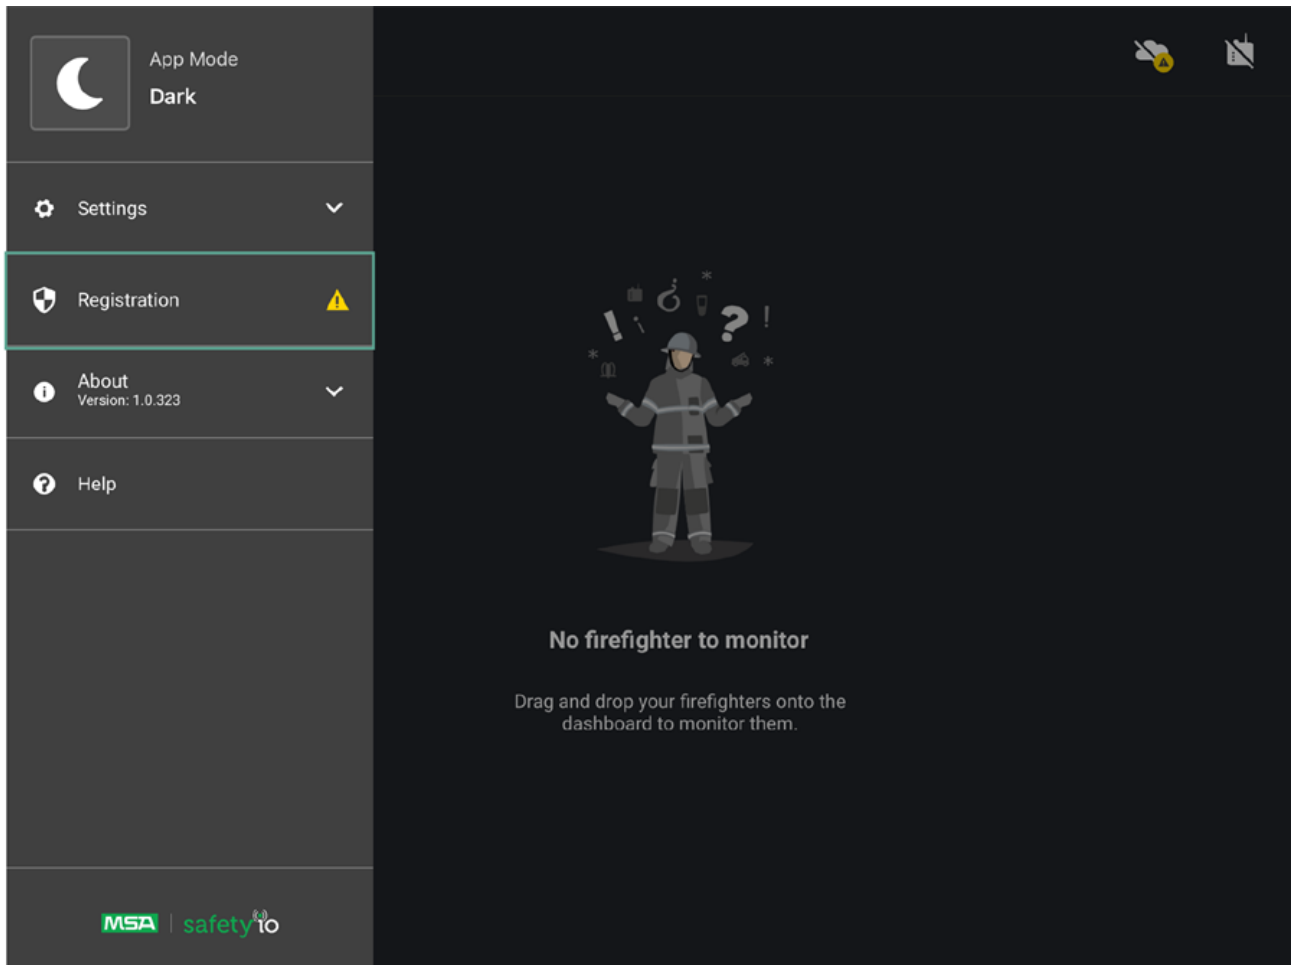 App Mode
Dark
Settings
Registration
About
Version: 1.0.323
Help
No firefighter to monitor
Drag and drop your firefighters onto the
dashboard to monitor them.
MSA | safety io